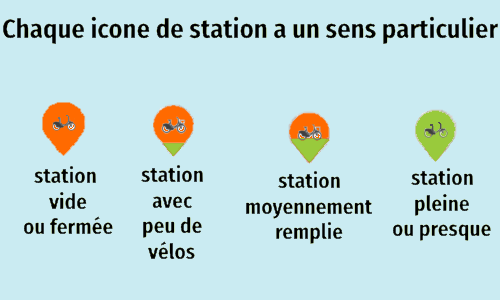 Chaque icone de station a un sens particulier
station
vide
ou fermée
station
avec
peu de
vélos
station
moyennement
remplie
station
pleine
ou presque